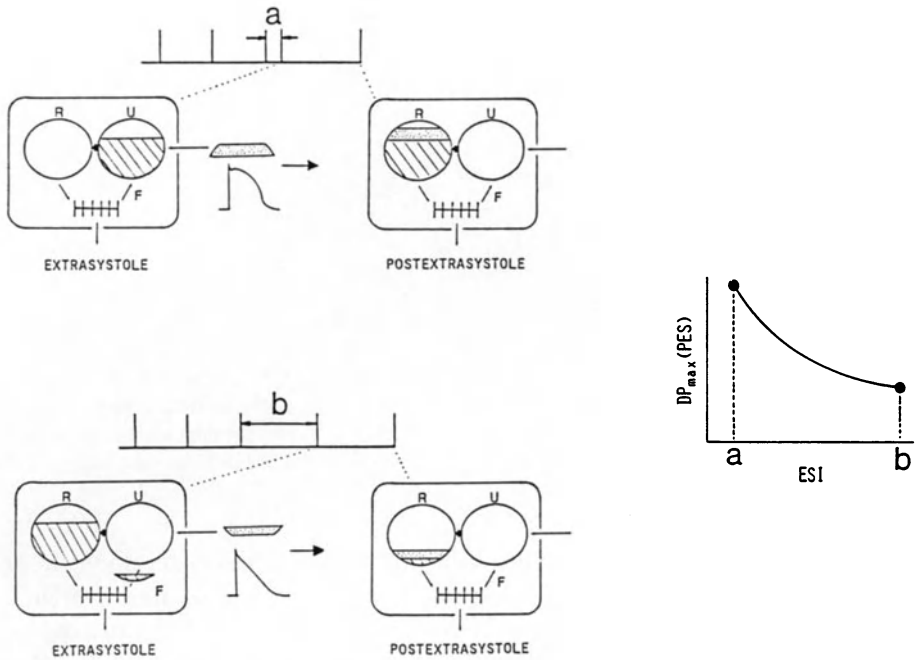 a
R U
F
EXTRASYSTOLE
R U
F
POSTEXTRASYSTOLE
b
R U
F
EXTRASYSTOLE
R U
F
POSTEXTRASYSTOLE
DPmax(PES)
a b
ESI